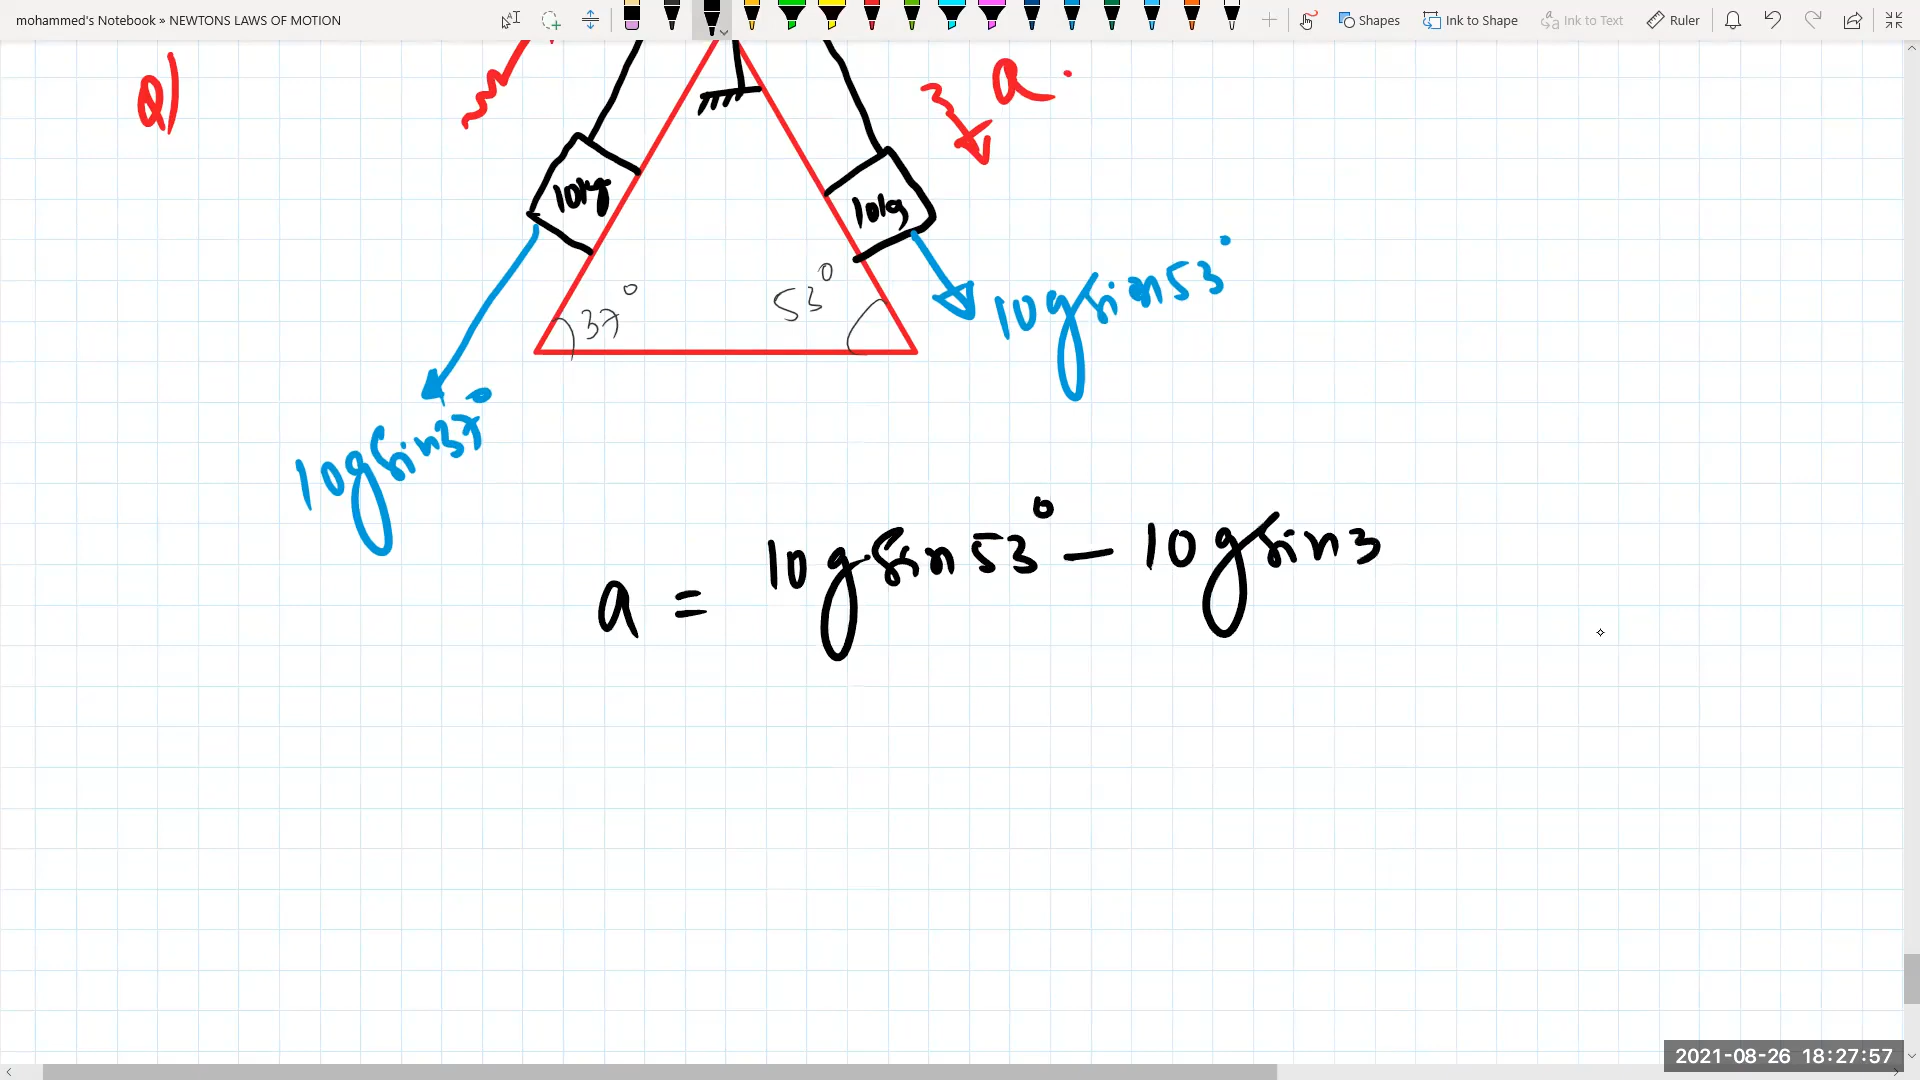 mohammed's Notebook » NEWTONS LAWS OF MOTION
Shapes
Ink to Shape
Ink to Text
Ruler
Q)
a
10kg
10kg
37°
53°
10g sin 53°
10g sin 37°
a = 10g sin 53° - 10g sin 3
2021-08-26 18:27:57